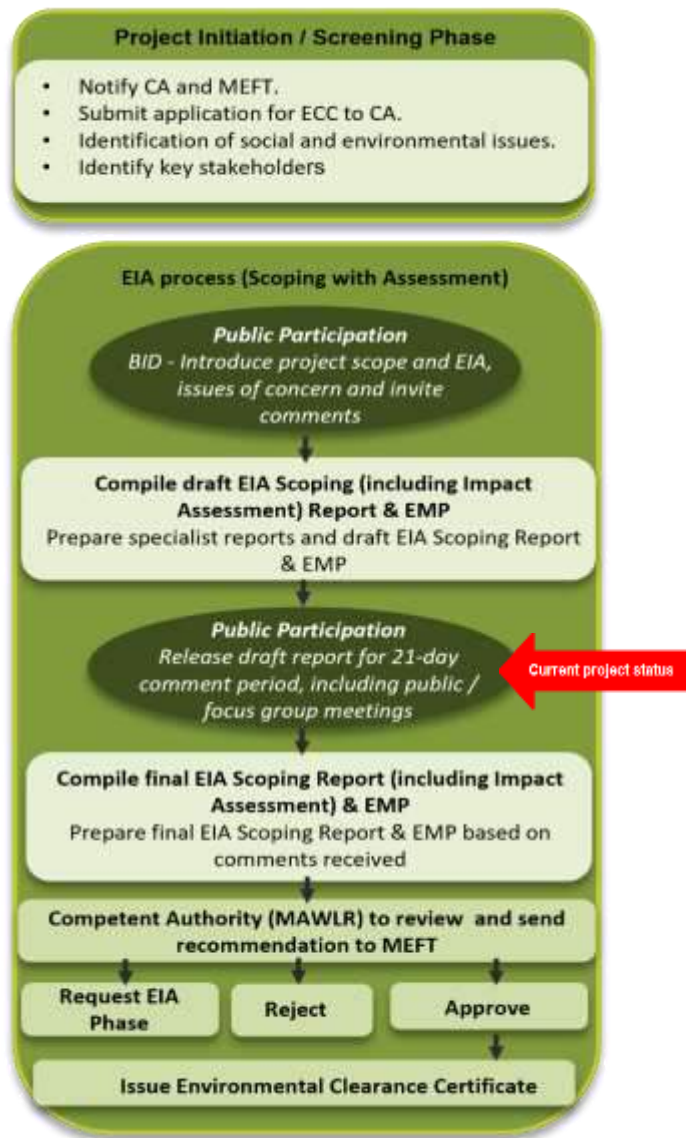 Project Initiation / Screening Phase
• Notify CA and MEFT.
• Submit application for ECC to CA.
• Identification of social and environmental issues.
• Identify key stakeholders
EIA process (Scoping with Assessment)
Public Participation
BID - Introduce project scope and EIA,
issues of concern and invite
comments
Compile draft EIA Scoping (including Impact
Assessment) Report & EMP
Prepare specialist reports and draft EIA Scoping Report
& EMP
Public Participation
Release draft report for 21-day
comment period, including public /
focus group meetings
Current project status
Compile final EIA Scoping Report (including Impact
Assessment) & EMP
Prepare final EIA Scoping Report & EMP based on
comments received
Competent Authority (MAWLR) to review and send
recommendation to MEFT
Request EIA
Phase
Reject
Approve
Issue Environmental Clearance Certificate